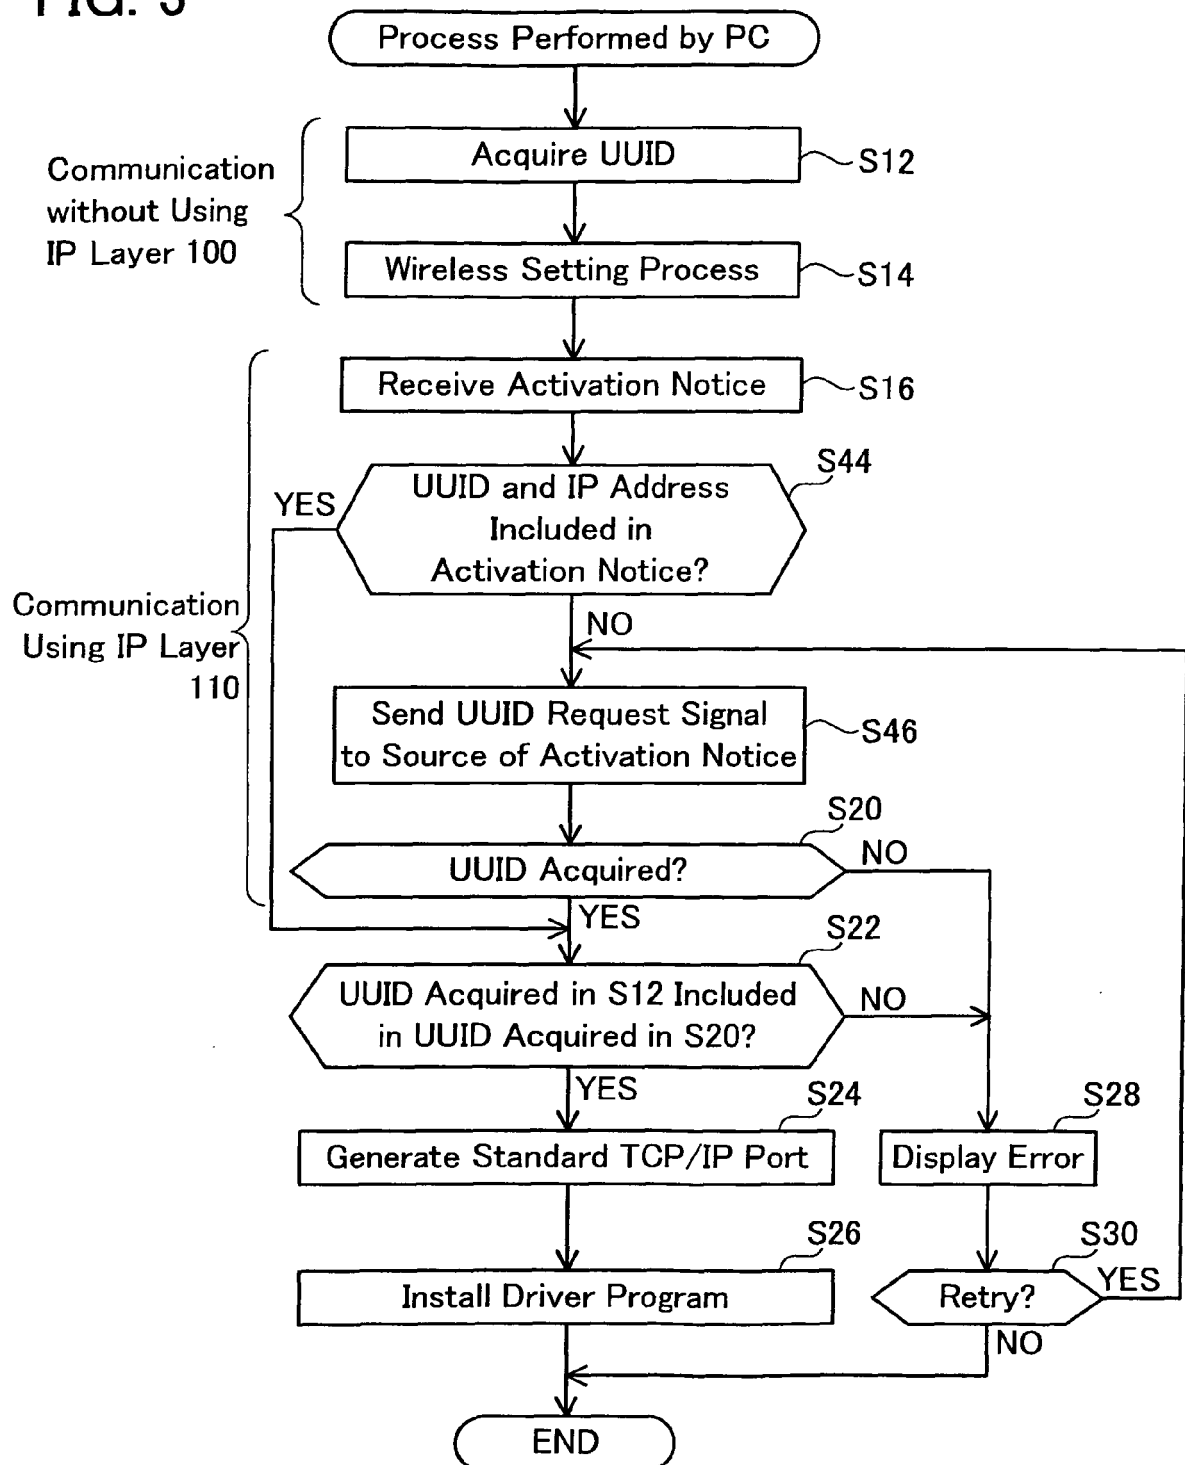 Process Performed by PC
Communication
without Using
IP Layer 100
Acquire UUID
S12
Wireless Setting Process
S14
Receive Activation Notice
S16
S44
UUID and IP Address
Included in
Activation Notice?
YES
NO
Communication
Using IP Layer
110
Send UUID Request Signal
to Source of Activation Notice
S46
S20
UUID Acquired?
NO
YES
S22
UUID Acquired in S12 Included
in UUID Acquired in S20?
NO
YES
S24
Generate Standard TCP/IP Port
S28
Display Error
S26
Install Driver Program
S30
Retry?
YES
NO
END